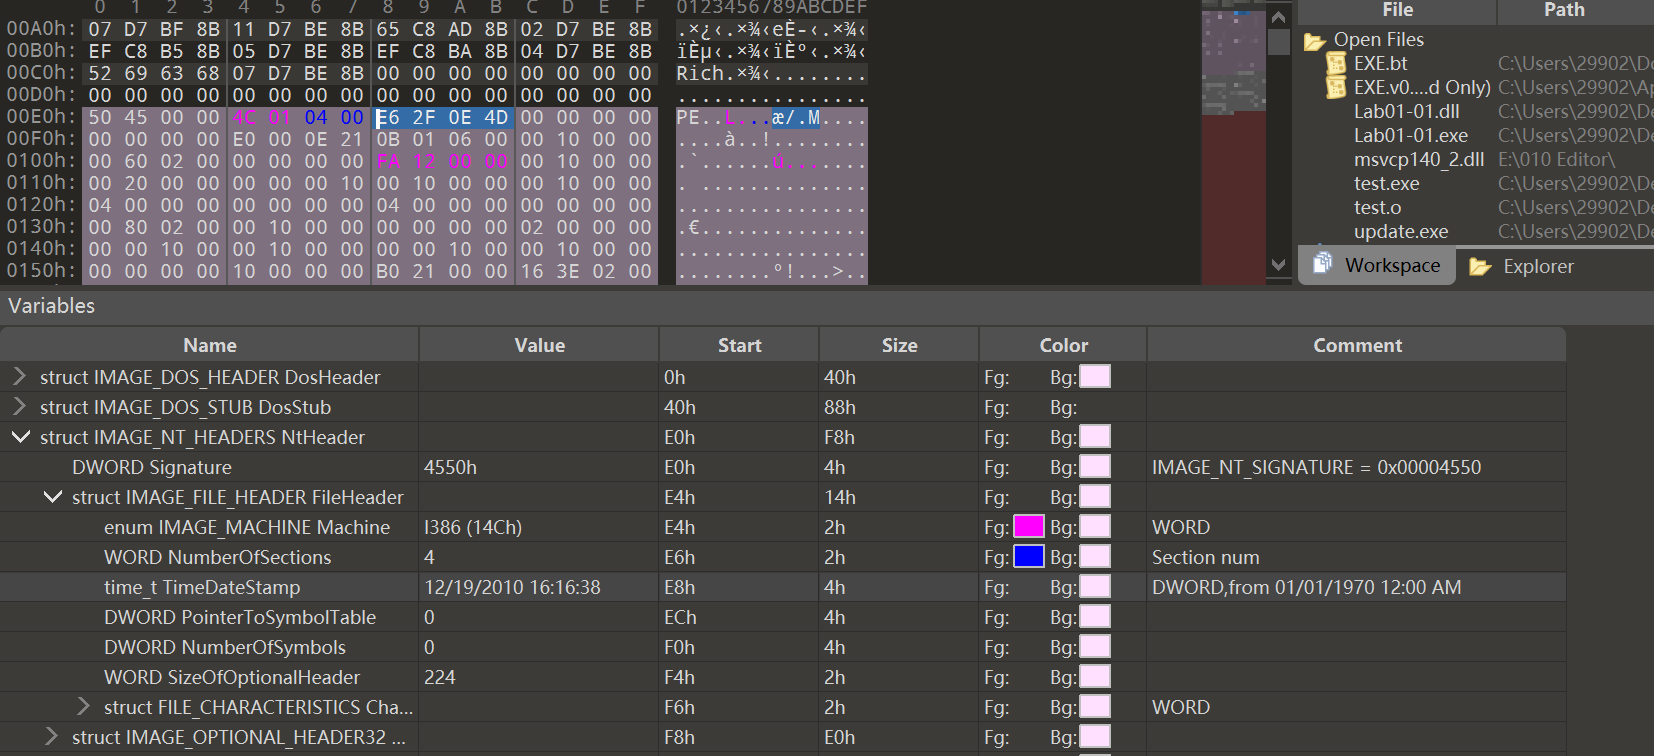 0 1 2 3 4 5 6 7 8 9 A B C D E F 0123456789ABCDEF
00A0h: 07 D7 BF 8B 11 D7 BE 8B 65 C8 AD 8B 02 D7 BE 8B .×¿‹.×¾‹eÈ-‹.×¾‹
00B0h: EF C8 B5 8B 05 D7 BE 8B EF C8 BA 8B 04 D7 BE 8B ïÈµ‹.×¾‹ïÈº‹.×¾‹
00C0h: 52 69 63 68 07 D7 BE 8B 00 00 00 00 00 00 00 00 Rich.×¾‹........
00D0h: 00 00 00 00 00 00 00 00 00 00 00 00 00 00 00 00 ................
00E0h: 50 45 00 00 4C 01 04 00 E6 2F 0E 4D 00 00 00 00 PE..L...æ/.M....
00F0h: 00 00 00 00 E0 00 0E 21 0B 01 06 00 00 10 00 00 ....à..!........
0100h: 00 60 02 00 00 00 00 00 FA 12 00 00 00 10 00 00 .`......ú.......
0110h: 00 20 00 00 00 00 00 10 00 10 00 00 00 10 00 00 . ..............
0120h: 04 00 00 00 00 00 00 00 04 00 00 00 00 00 00 00 ................
0130h: 00 80 02 00 00 10 00 00 00 00 00 00 02 00 00 00 .€..............
0140h: 00 00 10 00 00 10 00 00 00 00 10 00 00 10 00 00 ................
0150h: 00 00 00 00 10 00 00 00 B0 21 00 00 16 3E 02 00 ........°!...>..
File Path
Open Files
EXE.bt C:\Users\29902\Do
EXE.v0....d Only) C:\Users\29902\Ap
Lab01-01.dll C:\Users\29902\De
Lab01-01.exe C:\Users\29902\De
msvcp140_2.dll E:\010 Editor\
test.exe C:\Users\29902\De
test.o C:\Users\29902\De
update.exe C:\Users\29902\De
Workspace Explorer
Variables
Name Value Start Size Color Comment
struct IMAGE_DOS_HEADER DosHeader 0h 40h Fg: Bg:
struct IMAGE_DOS_STUB DosStub 40h 88h Fg: Bg:
struct IMAGE_NT_HEADERS NtHeader E0h F8h Fg: Bg:
DWORD Signature 4550h E0h 4h Fg: Bg: IMAGE_NT_SIGNATURE = 0x00004550
struct IMAGE_FILE_HEADER FileHeader E4h 14h Fg: Bg:
enum IMAGE_MACHINE Machine I386 (14Ch) E4h 2h Fg: Bg: WORD
WORD NumberOfSections 4 E6h 2h Fg: Bg: Section num
time_t TimeDateStamp 12/19/2010 16:16:38 E8h 4h Fg: Bg: DWORD,from 01/01/1970 12:00 AM
DWORD PointerToSymbolTable 0 ECh 4h Fg: Bg:
DWORD NumberOfSymbols 0 F0h 4h Fg: Bg:
WORD SizeOfOptionalHeader 224 F4h 2h Fg: Bg:
struct FILE_CHARACTERISTICS Cha... F6h 2h Fg: Bg: WORD
struct IMAGE_OPTIONAL_HEADER32 ... F8h E0h Fg: Bg: